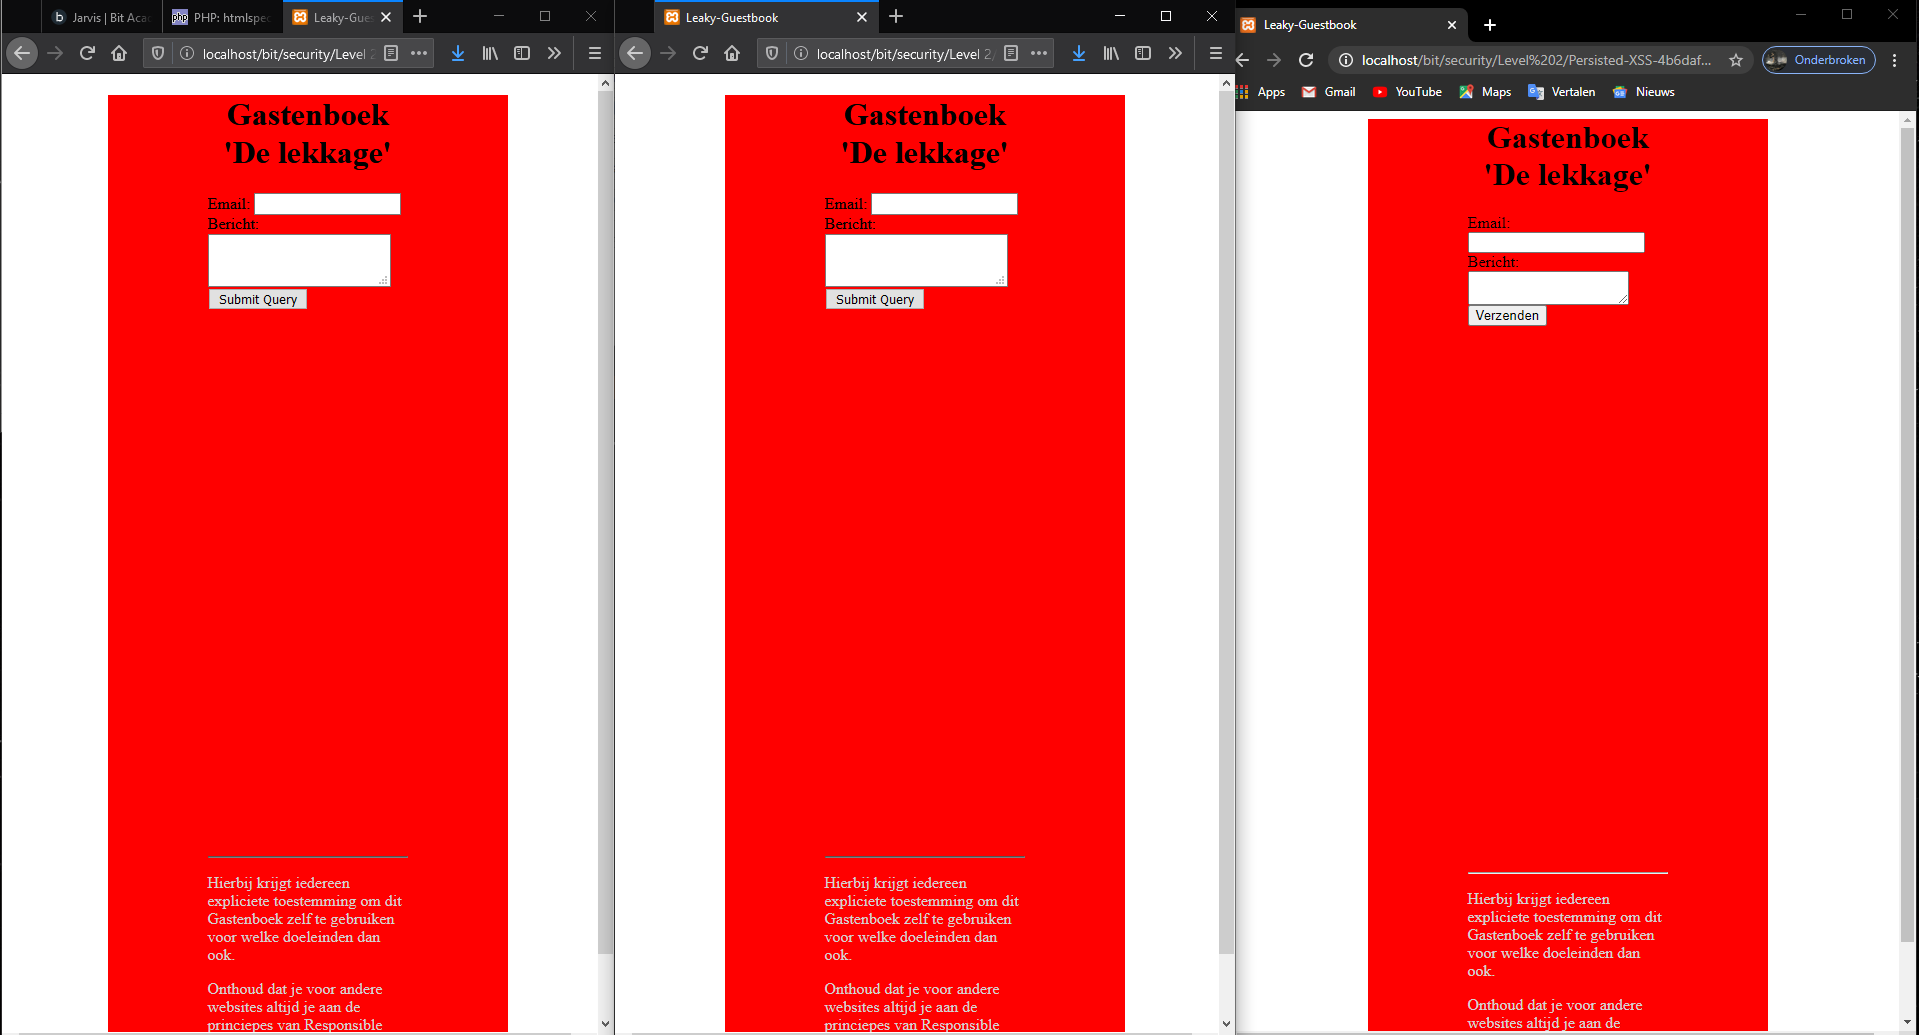 Jarvis | Bit Aca
PHP: htmlspec
Leaky-Gues
localhost/bit/security/Level 2
Gastenboek
'De lekkage'
Email:
Bericht:
Submit Query
Hierbij krijgt iedereen
expliciete toestemming om dit
Gastenboek zelf te gebruiken
voor welke doeleinden dan
ook.
Onthoud dat je voor andere
websites altijd je aan de
princiepes van Responsible
Leaky-Guestbook
localhost/bit/security/Level 2/
Gastenboek
'De lekkage'
Email:
Bericht:
Submit Query
Hierbij krijgt iedereen
expliciete toestemming om dit
Gastenboek zelf te gebruiken
voor welke doeleinden dan
ook.
Onthoud dat je voor andere
websites altijd je aan de
princiepes van Responsible
Leaky-Guestbook
localhost/bit/security/Level%202/Persisted-XSS-4b6daf...
Onderbroken
Apps Gmail YouTube Maps Vertalen Nieuws
Gastenboek
'De lekkage'
Email:
Bericht:
Verzenden
Hierbij krijgt iedereen
expliciete toestemming om dit
Gastenboek zelf te gebruiken
voor welke doeleinden dan
ook.
Onthoud dat je voor andere
websites altijd je aan de